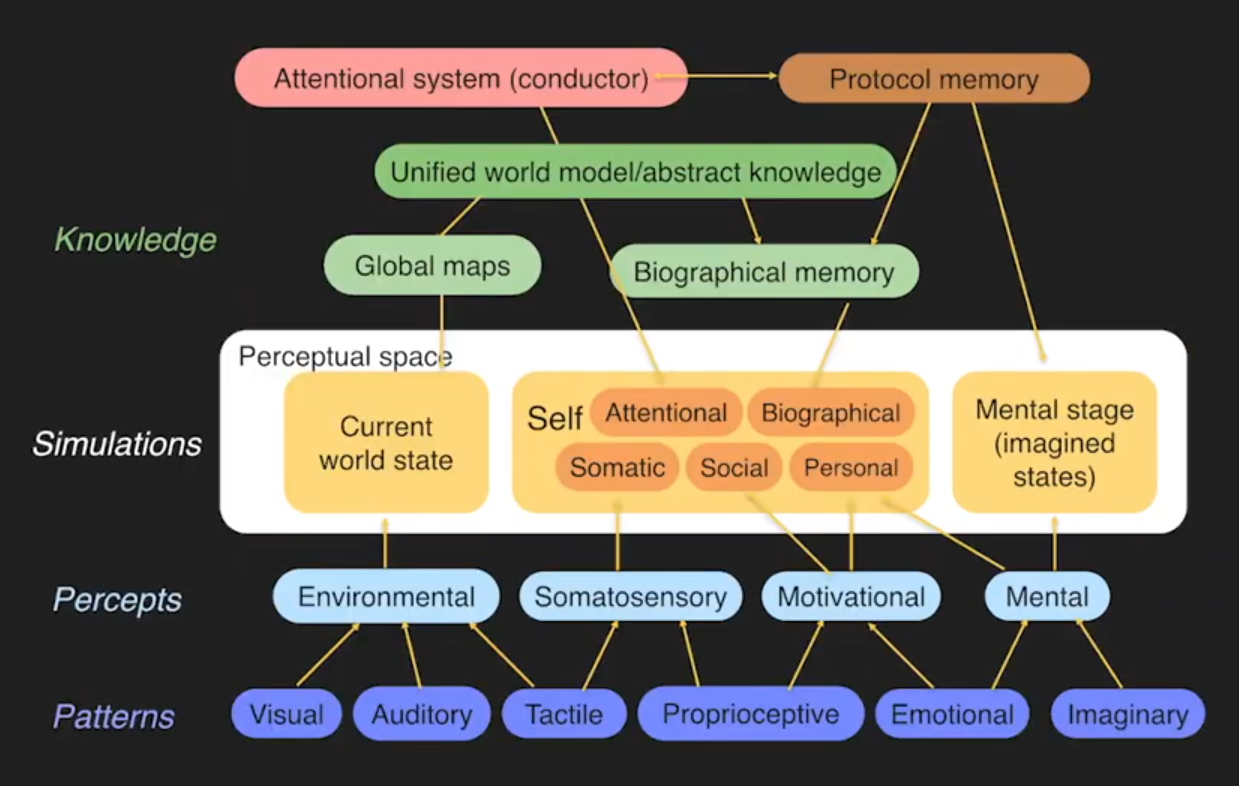 Attentional system (conductor)
Protocol memory
Unified world model/abstract knowledge
Knowledge
Global maps
Biographical memory
Perceptual space
Simulations
Current
world state
Self
Attentional
Biographical
Somatic
Social
Personal
Mental stage
(imagined
states)
Percepts
Environmental
Somatosensory
Motivational
Mental
Patterns
Visual
Auditory
Tactile
Proprioceptive
Emotional
Imaginary